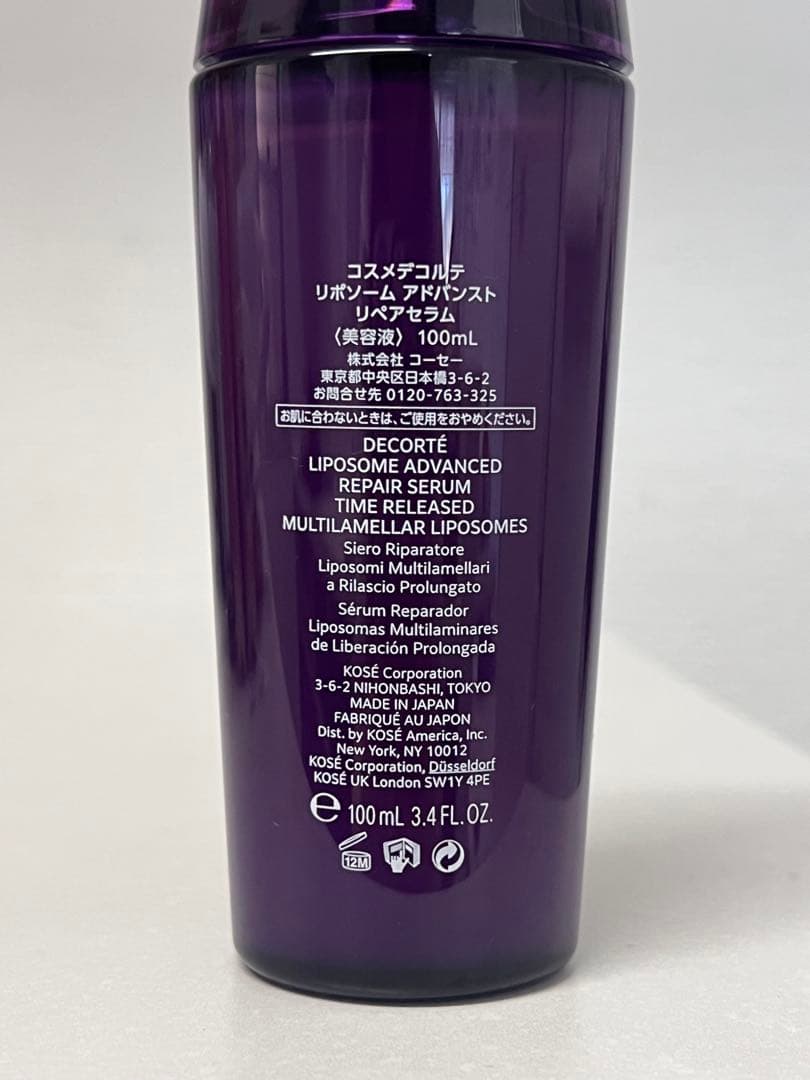 コスメデコルテ
リポソーム アドバンスト
リペアセラム
〈美容液〉 100mL
株式会社 コーセー
東京都中央区日本橋3-6-2
お問合せ先 0120-763-325
お肌に合わないときは、ご使用をおやめください。
DECORTÉ
LIPOSOME ADVANCED
REPAIR SERUM
TIME RELEASED
MULTILAMELLAR LIPOSOMES
Siero Riparatore
Liposomi Multilamellari
a Rilascio Prolungato
Sérum Reparador
Liposomas Multilaminares
de Liberación Prolongada
KOSÉ Corporation
3-6-2 NIHONBASHI, TOKYO
MADE IN JAPAN
FABRIQUÉ AU JAPON
Dist. by KOSÉ America, Inc.
New York, NY 10012
KOSÉ Corporation, Düsseldorf
KOSÉ UK London SW1Y 4PE
℮ 100 mL 3.4 FL. OZ.
12M